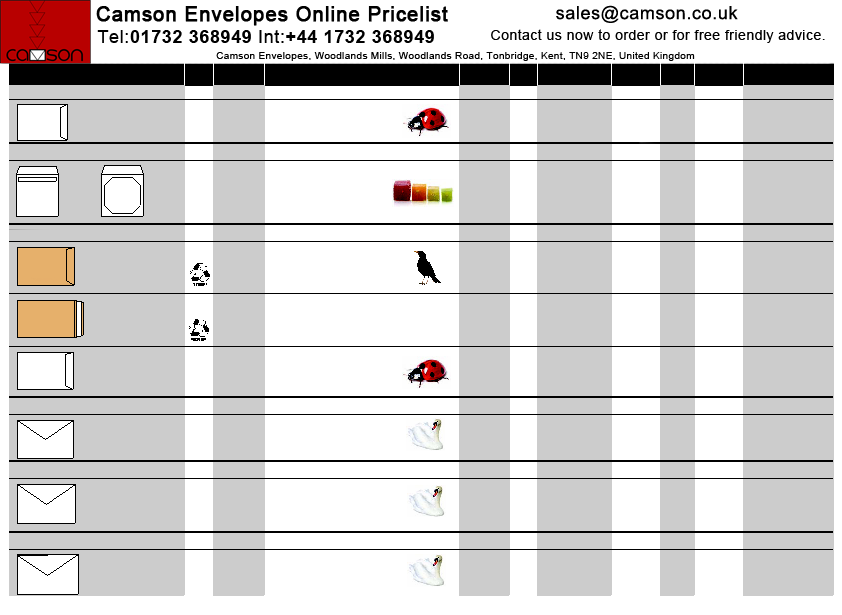 Camson Envelopes Online Pricelist
sales@camson.co.uk
Tel:01732 368949 Int:+44 1732 368949
Contact us now to order or for free friendly advice.
camson
Camson Envelopes, Woodlands Mills, Woodlands Road, Tonbridge, Kent, TN9 2NE, United Kingdom